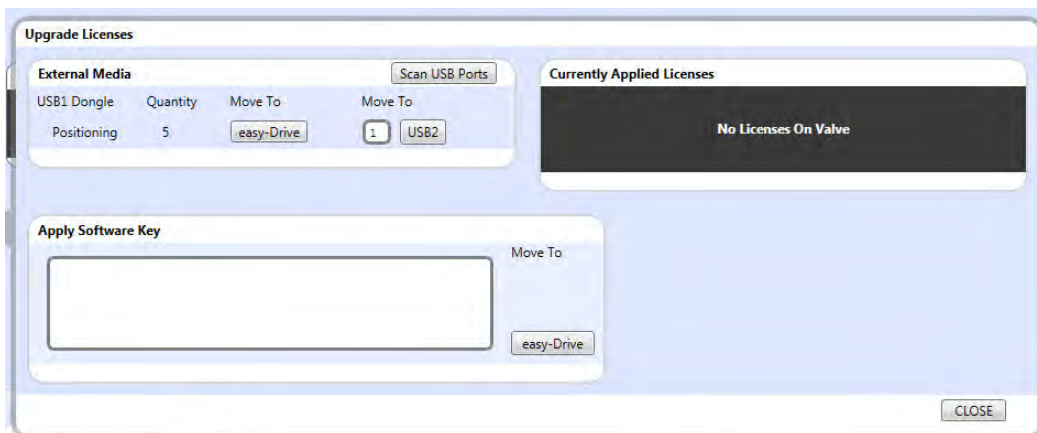 Upgrade Licenses
External Media Scan USB Ports
USB1 Dongle Quantity Move To Move To
Positioning 5 easy-Drive 1 USB2
Currently Applied Licenses
No Licenses On Valve
Apply Software Key
Move To
easy-Drive
CLOSE